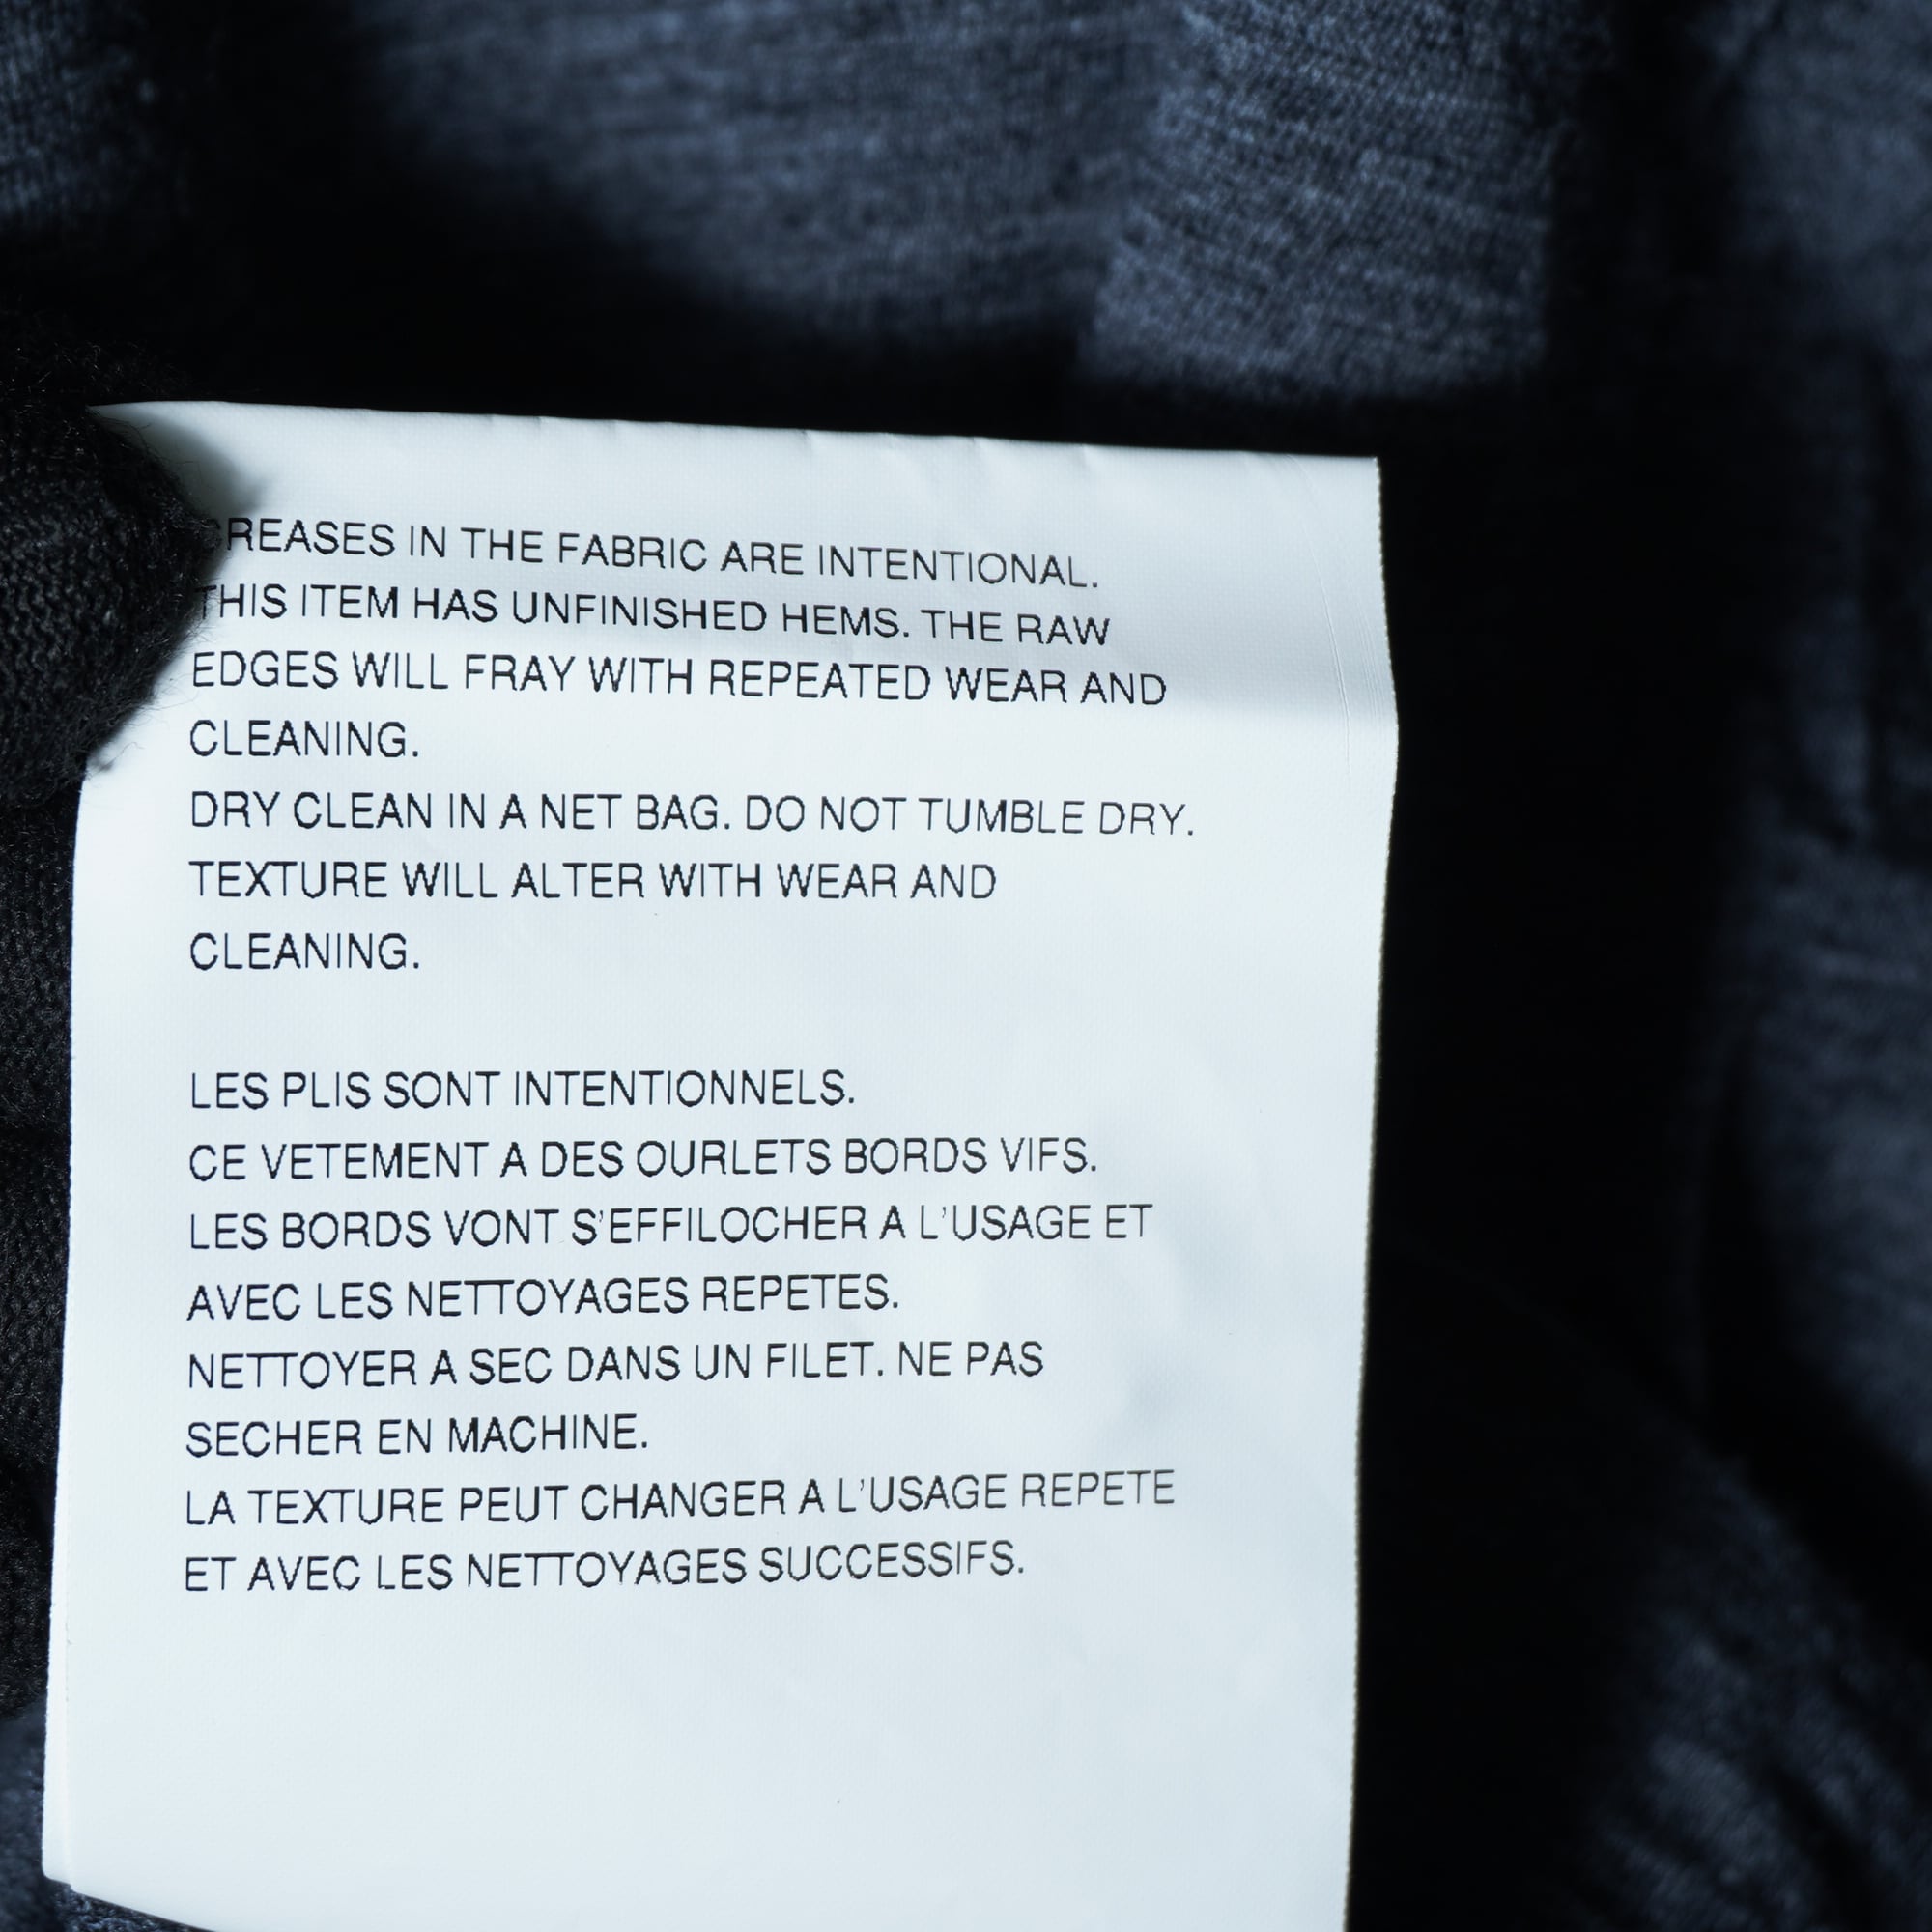 CREASES IN THE FABRIC ARE INTENTIONAL.
THIS ITEM HAS UNFINISHED HEMS. THE RAW
EDGES WILL FRAY WITH REPEATED WEAR AND
CLEANING.
DRY CLEAN IN A NET BAG. DO NOT TUMBLE DRY.
TEXTURE WILL ALTER WITH WEAR AND
CLEANING.
LES PLIS SONT INTENTIONNELS.
CE VETEMENT A DES OURLETS BORDS VIFS.
LES BORDS VONT S'EFFILOCHER A L'USAGE ET
AVEC LES NETTOYAGES REPETES.
NETTOYER A SEC DANS UN FILET. NE PAS
SECHER EN MACHINE.
LA TEXTURE PEUT CHANGER A L'USAGE REPETE
ET AVEC LES NETTOYAGES SUCCESSIFS.